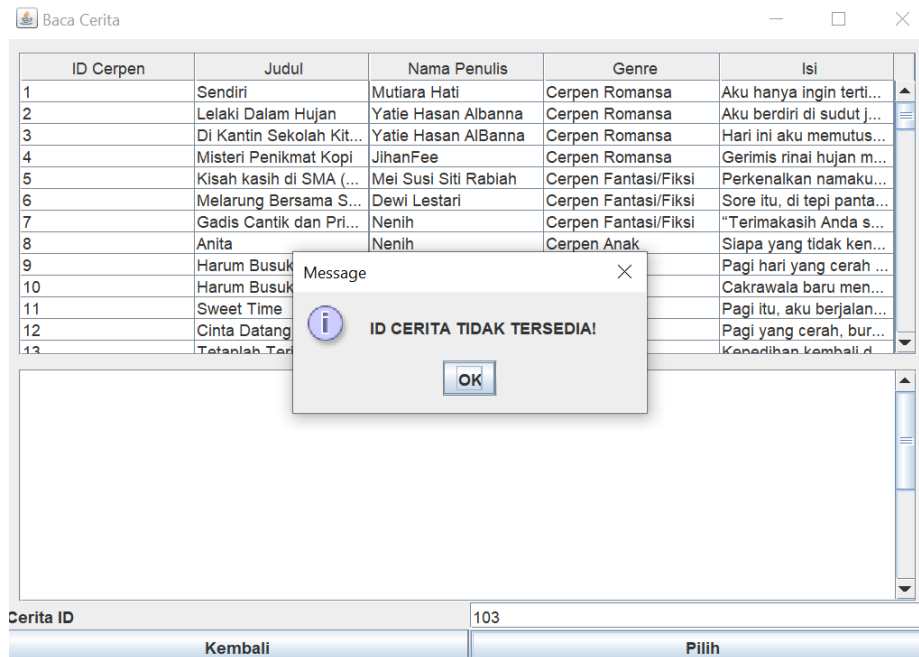 Baca Cerita
ID Cerpen Judul Nama Penulis Genre Isi
1 Sendiri Mutiara Hati Cerpen Romansa Aku hanya ingin terti...
2 Lelaki Dalam Hujan Yatie Hasan Albanna Cerpen Romansa Aku berdiri di sudut j...
3 Di Kantin Sekolah Kit... Yatie Hasan AlBanna Cerpen Romansa Hari ini aku memutus...
4 Misteri Penikmat Kopi JihanFee Cerpen Romansa Gerimis rinai hujan m...
5 Kisah kasih di SMA (... Mei Susi Siti Rabiah Cerpen Fantasi/Fiksi Perkenalkan namaku...
6 Melarung Bersama S... Dewi Lestari Cerpen Fantasi/Fiksi Sore itu, di tepi panta...
7 Gadis Cantik dan Pri... Nenih Cerpen Fantasi/Fiksi "Terimakasih Anda s...
8 Anita Nenih Cerpen Anak Siapa yang tidak ken...
9 Harum Busuk Pagi hari yang cerah ...
10 Harum Busuk Cakrawala baru men...
11 Sweet Time Pagi itu, aku berjalan...
12 Cinta Datang Pagi yang cerah, bur...
13 Tetaplah Teri Kepedihan kembali d
Message
ID CERITA TIDAK TERSEDIA!
OK
Cerita ID 103
Kembali Pilih